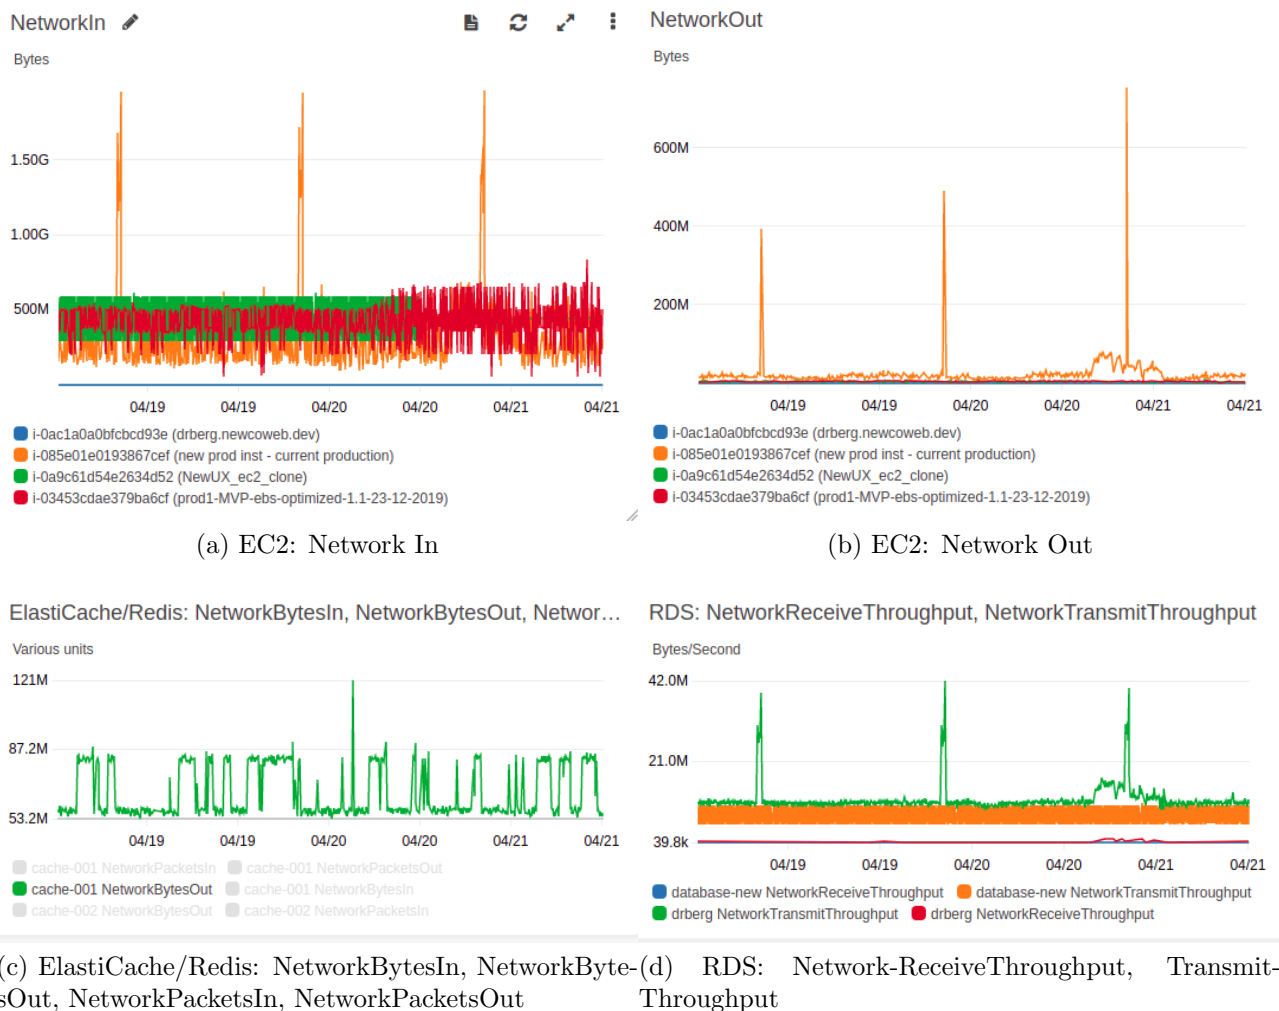 NetworkIn
Bytes
1.50G
1.00G
500M
04/19 04/19 04/20 04/20 04/21 04/21
i-0ac1a0a0bfcbcd93e (drberg.newcoweb.dev)
i-085e01e0193867cef (new prod inst - current production)
i-0a9c61d54e2634d52 (NewUX_ec2_clone)
i-03453cdae379ba6cf (prod1-MVP-ebs-optimized-1.1-23-12-2019)
(a) EC2: Network In
NetworkOut
Bytes
600M
400M
200M
04/19 04/19 04/20 04/20 04/21 04/21
i-0ac1a0a0bfcbcd93e (drberg.newcoweb.dev)
i-085e01e0193867cef (new prod inst - current production)
i-0a9c61d54e2634d52 (NewUX_ec2_clone)
i-03453cdae379ba6cf (prod1-MVP-ebs-optimized-1.1-23-12-2019)
(b) EC2: Network Out
ElastiCache/Redis: NetworkBytesIn, NetworkBytesOut, Networ...
Various units
121M
87.2M
53.2M
04/19 04/19 04/20 04/20 04/21 04/21
cache-001 NetworkPacketsIn cache-001 NetworkPacketsOut
cache-001 NetworkBytesOut cache-001 NetworkBytesIn
cache-002 NetworkBytesOut cache-002 NetworkPacketsIn
(c) ElastiCache/Redis: NetworkBytesIn, NetworkByte-
sOut, NetworkPacketsIn, NetworkPacketsOut
RDS: NetworkReceiveThroughput, NetworkTransmitThroughput
Bytes/Second
42.0M
21.0M
39.8k
04/19 04/19 04/20 04/20 04/21 04/21
database-new NetworkReceiveThroughput database-new NetworkTransmitThroughput
drberg NetworkTransmitThroughput drberg NetworkReceiveThroughput
(d) RDS: Network-ReceiveThroughput, Transmit-
Throughput